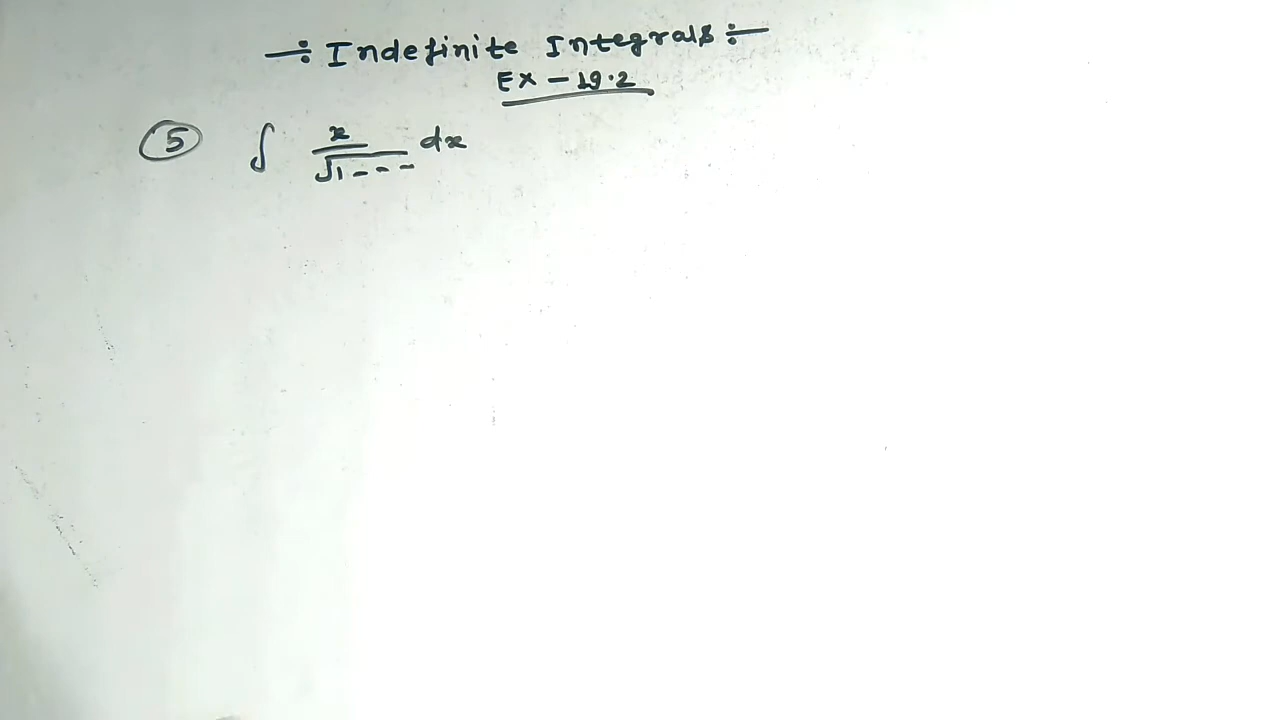 ÷ Indefinite Integrals ÷
EX - 19.2
5 ∫ x/√1--- dx